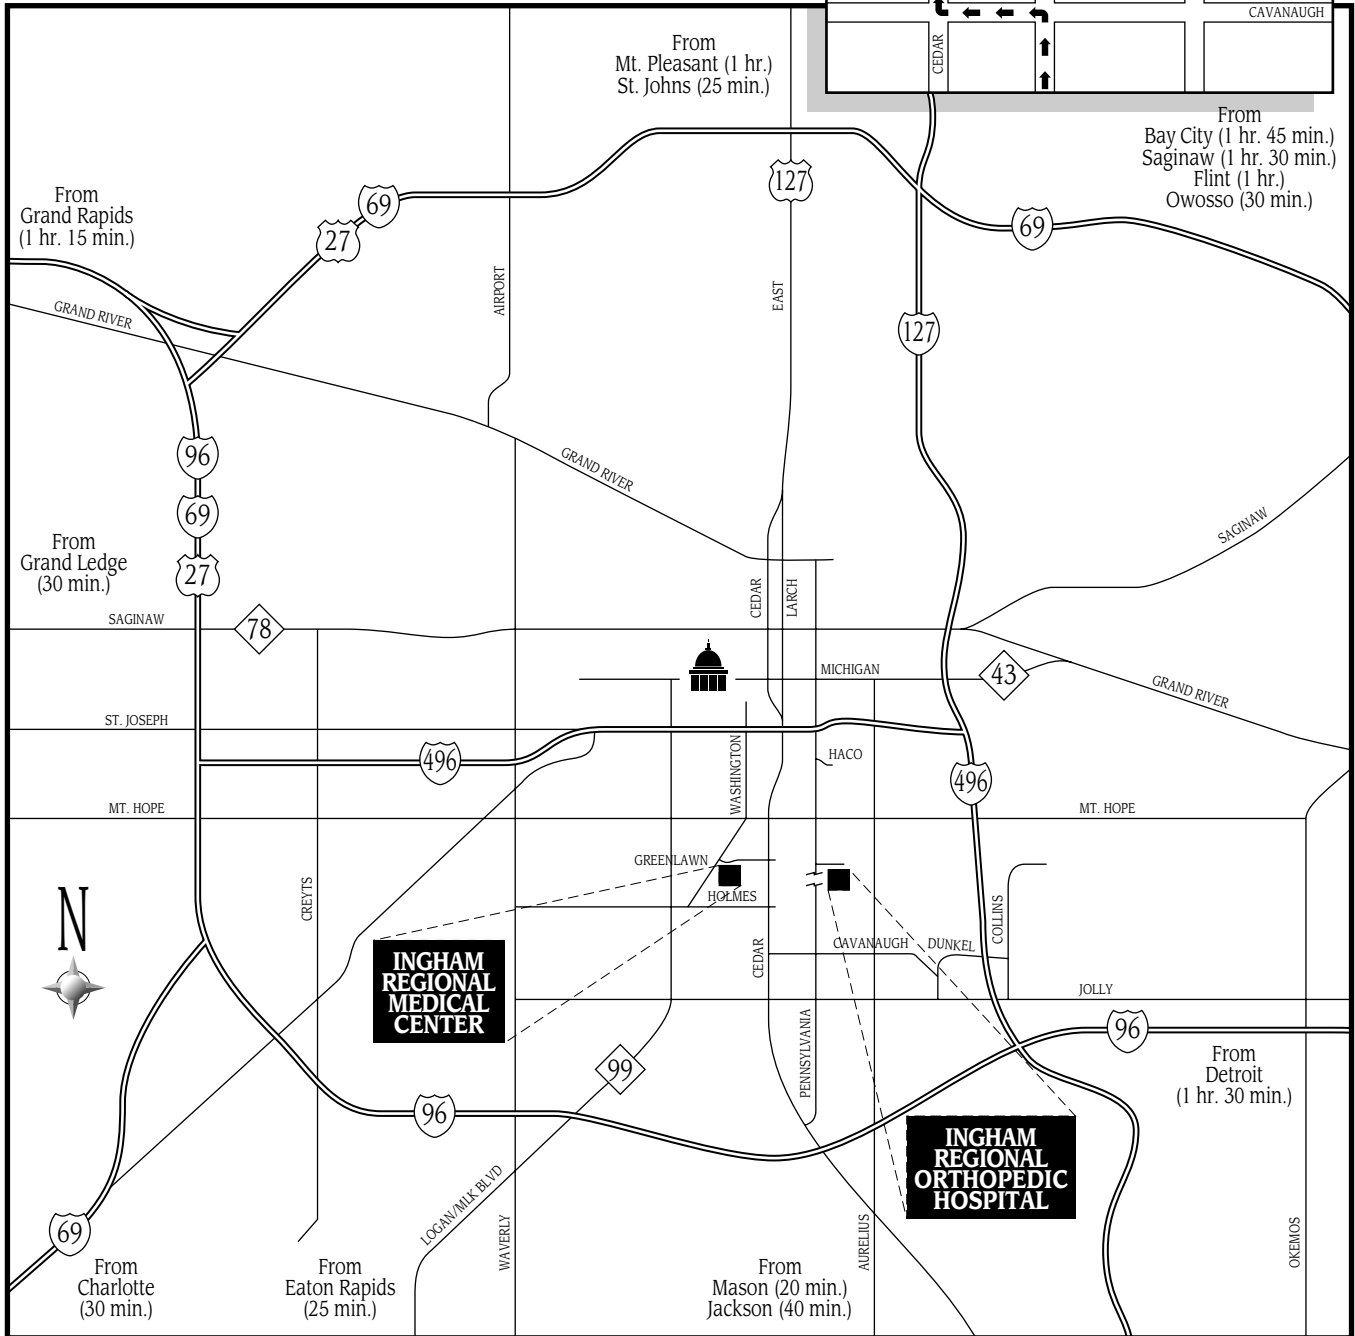 CAVANAUGH
CEDAR
From
Mt. Pleasant (1 hr.)
St. Johns (25 min.)
From
Bay City (1 hr. 45 min.)
Saginaw (1 hr. 30 min.)
Flint (1 hr.)
Owosso (30 min.)
From
Grand Rapids
(1 hr. 15 min.)
69
27
127
69
AIRPORT
EAST
GRAND RIVER
127
96
GRAND RIVER
69
SAGINAW
From
Grand Ledge
(30 min.)
27
CEDAR
LARCH
SAGINAW
78
MICHIGAN
43
GRAND RIVER
ST. JOSEPH
496
WASHINGTON
HACO
496
MT. HOPE
MT. HOPE
GREENLAWN
HOLMES
CREYTS
N
COLLINS
CEDAR
CAVANAUGH
DUNKEL
INGHAM
REGIONAL
MEDICAL
CENTER
JOLLY
96
PENNSYLVANIA
99
From
Detroit
(1 hr. 30 min.)
96
INGHAM
REGIONAL
ORTHOPEDIC
HOSPITAL
LOGAN/MLK BLVD
WAVERLY
AURELIUS
OKEMOS
69
From
Charlotte
(30 min.)
From
Eaton Rapids
(25 min.)
From
Mason (20 min.)
Jackson (40 min.)